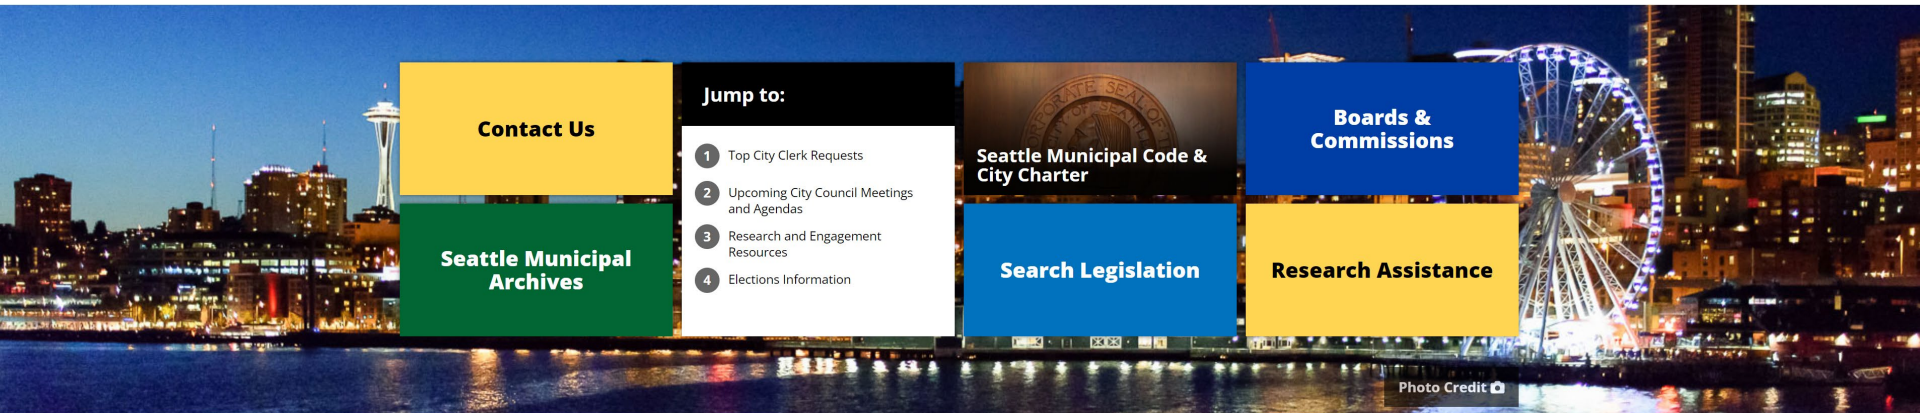 Contact Us
Seattle Municipal
Archives
Jump to:
1 Top City Clerk Requests
2 Upcoming City Council Meetings
and Agendas
3 Research and Engagement
Resources
4 Elections Information
Seattle Municipal Code &
City Charter
Search Legislation
Boards &
Commissions
Research Assistance
Photo Credit